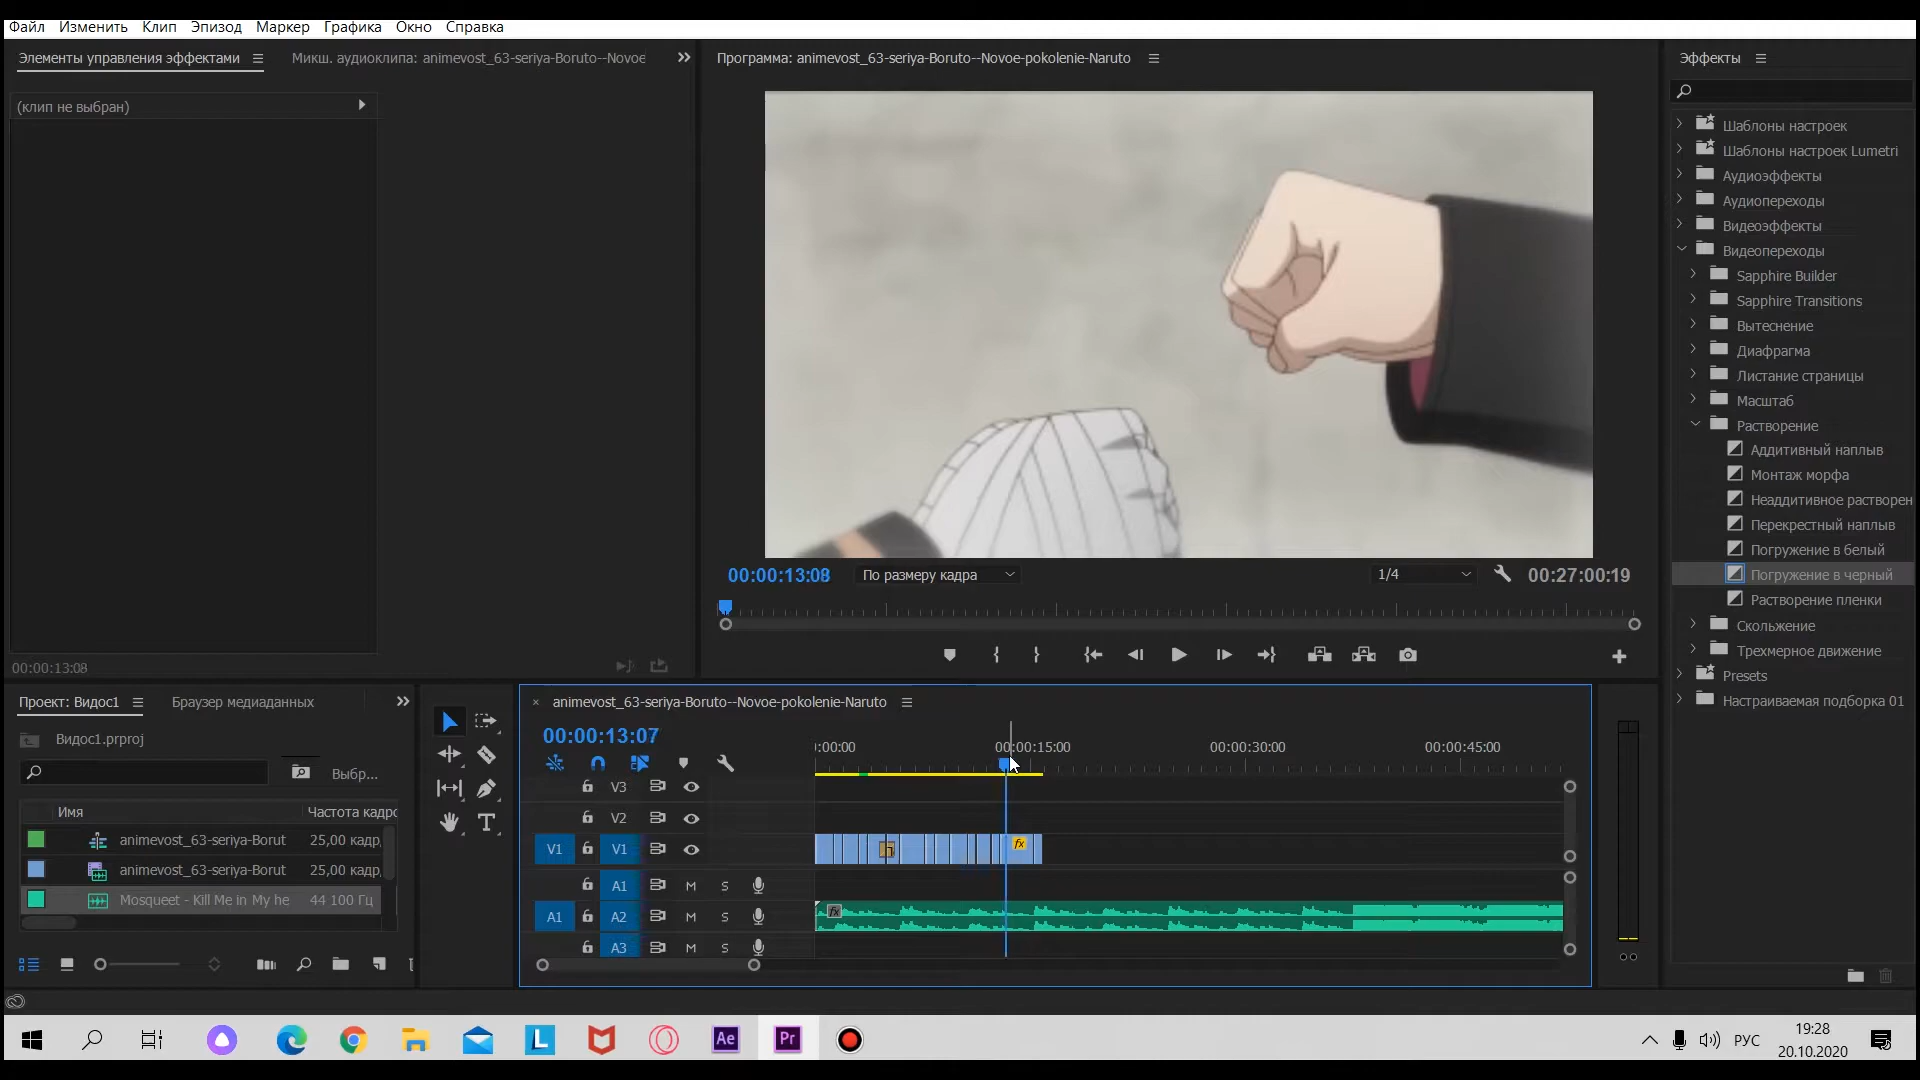 Файл Изменить Клип Эпизод Маркер Графика Окно Справка
Элементы управления эффектами
Микш. аудиоклипа: animevost_63-seriya-Boruto--Novoe
Программа: animevost_63-seriya-Boruto--Novoe-pokolenie-Naruto
Эффекты
(клип не выбран)
00:00:13:08
00:00:13:08
По размеру кадра
1/4
00:27:00:19
Шаблоны настроек
Шаблоны настроек Lumetri
Аудиоэффекты
Аудиопереходы
Видеоэффекты
Видеопереходы
Sapphire Builder
Sapphire Transitions
Вытеснение
Диафрагма
Листание страницы
Масштаб
Растворение
Аддитивный наплыв
Монтаж морфа
Неаддитивное растворен
Перекрестный наплыв
Погружение в белый
Погружение в черный
Растворение пленки
Скольжение
Трехмерное движение
Presets
Настраиваемая подборка 01
Проект: Видос1
Браузер медиаданных
Видос1.prproj
Выбр...
Имя
Частота кадрс
animevost_63-seriya-Borut 25,00 кадр,
animevost_63-seriya-Borut 25,00 кадр,
Mosqueet - Kill Me in My he 44 100 Гц
T
× animevost_63-seriya-Boruto--Novoe-pokolenie-Naruto
00:00:13:07
:00:00 00:00:15:00 00:00:30:00 00:00:45:00
V3
V2
V1 V1 fx
A1 M S
A1 A2 M S fx
A3 M S
L
Ae
Pr
РУС
19:28
20.10.2020